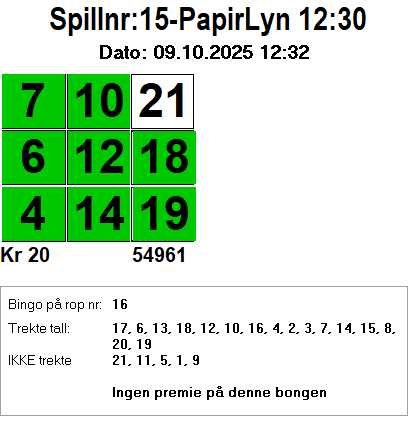 Spillnr:15-PapirLyn 12:30
Dato: 09.10.2025 12:32
7 10 21
6 12 18
4 14 19
Kr 20 54961
Bingo på rop nr: 16
Trekte tall: 17, 6, 13, 18, 12, 10, 16, 4, 2, 3, 7, 14, 15, 8,
20, 19
IKKE trekte 21, 11, 5, 1, 9
Ingen premie på denne bongen